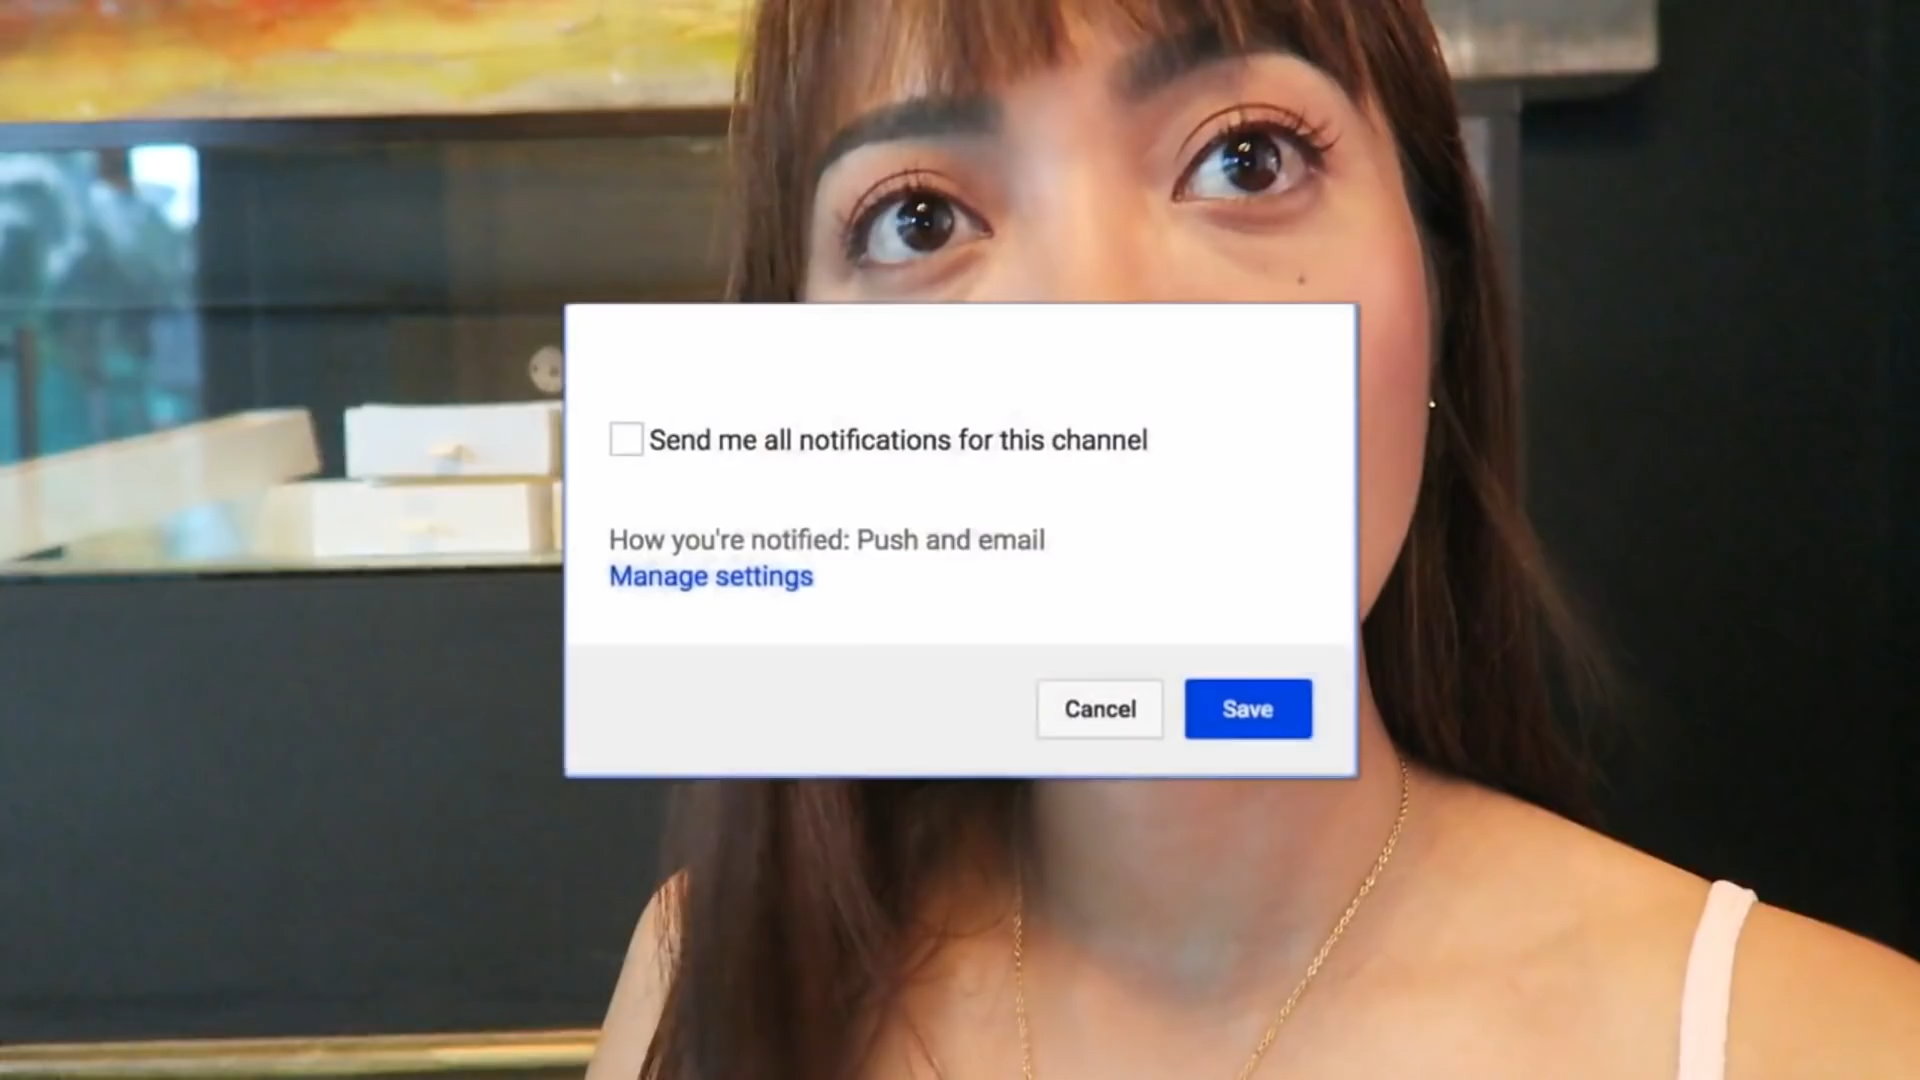 Send me all notifications for this channel
How you're notified: Push and email
Manage settings
Cancel
Save